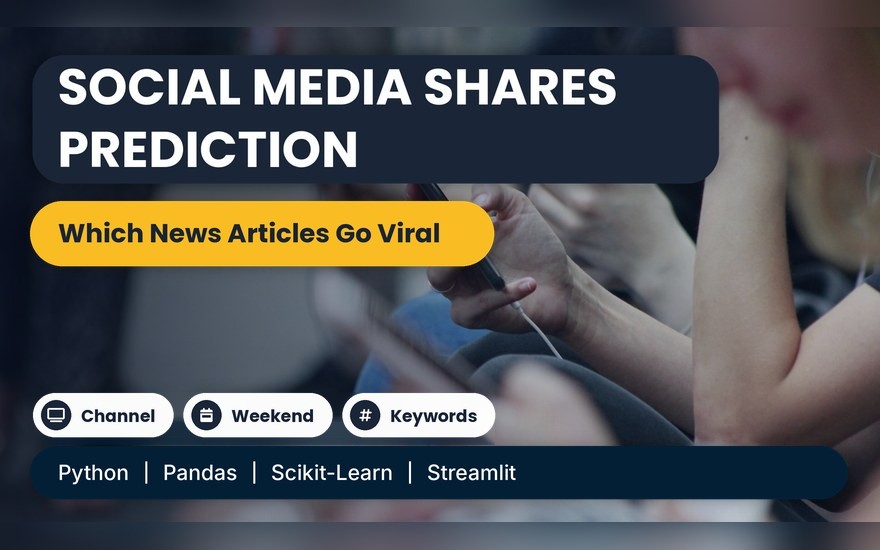 SOCIAL MEDIA SHARES
PREDICTION
Which News Articles Go Viral
Channel
Weekend
# Keywords
Python | Pandas | Scikit-Learn | Streamlit